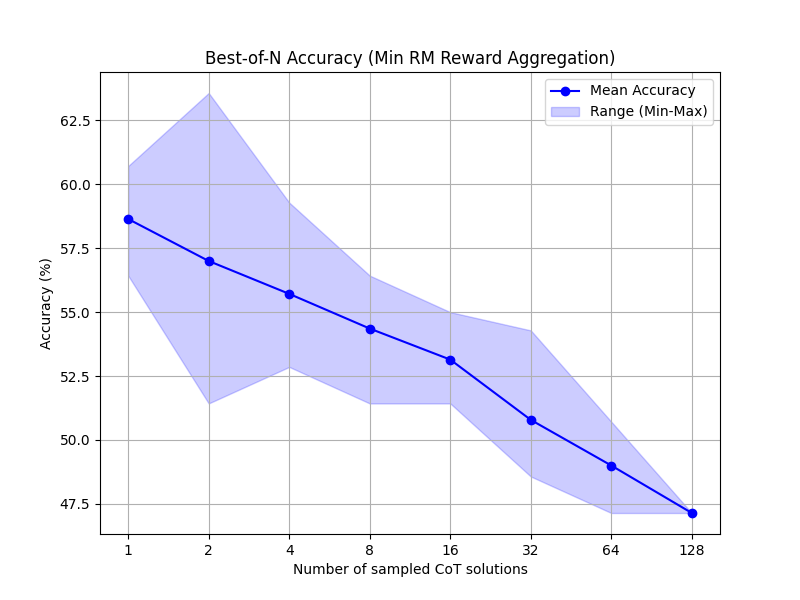 Best-of-N Accuracy (Min RM Reward Aggregation)
Mean Accuracy
Range (Min-Max)
Accuracy (%)
62.5
60.0
57.5
55.0
52.5
50.0
47.5
1 2 4 8 16 32 64 128
Number of sampled CoT solutions